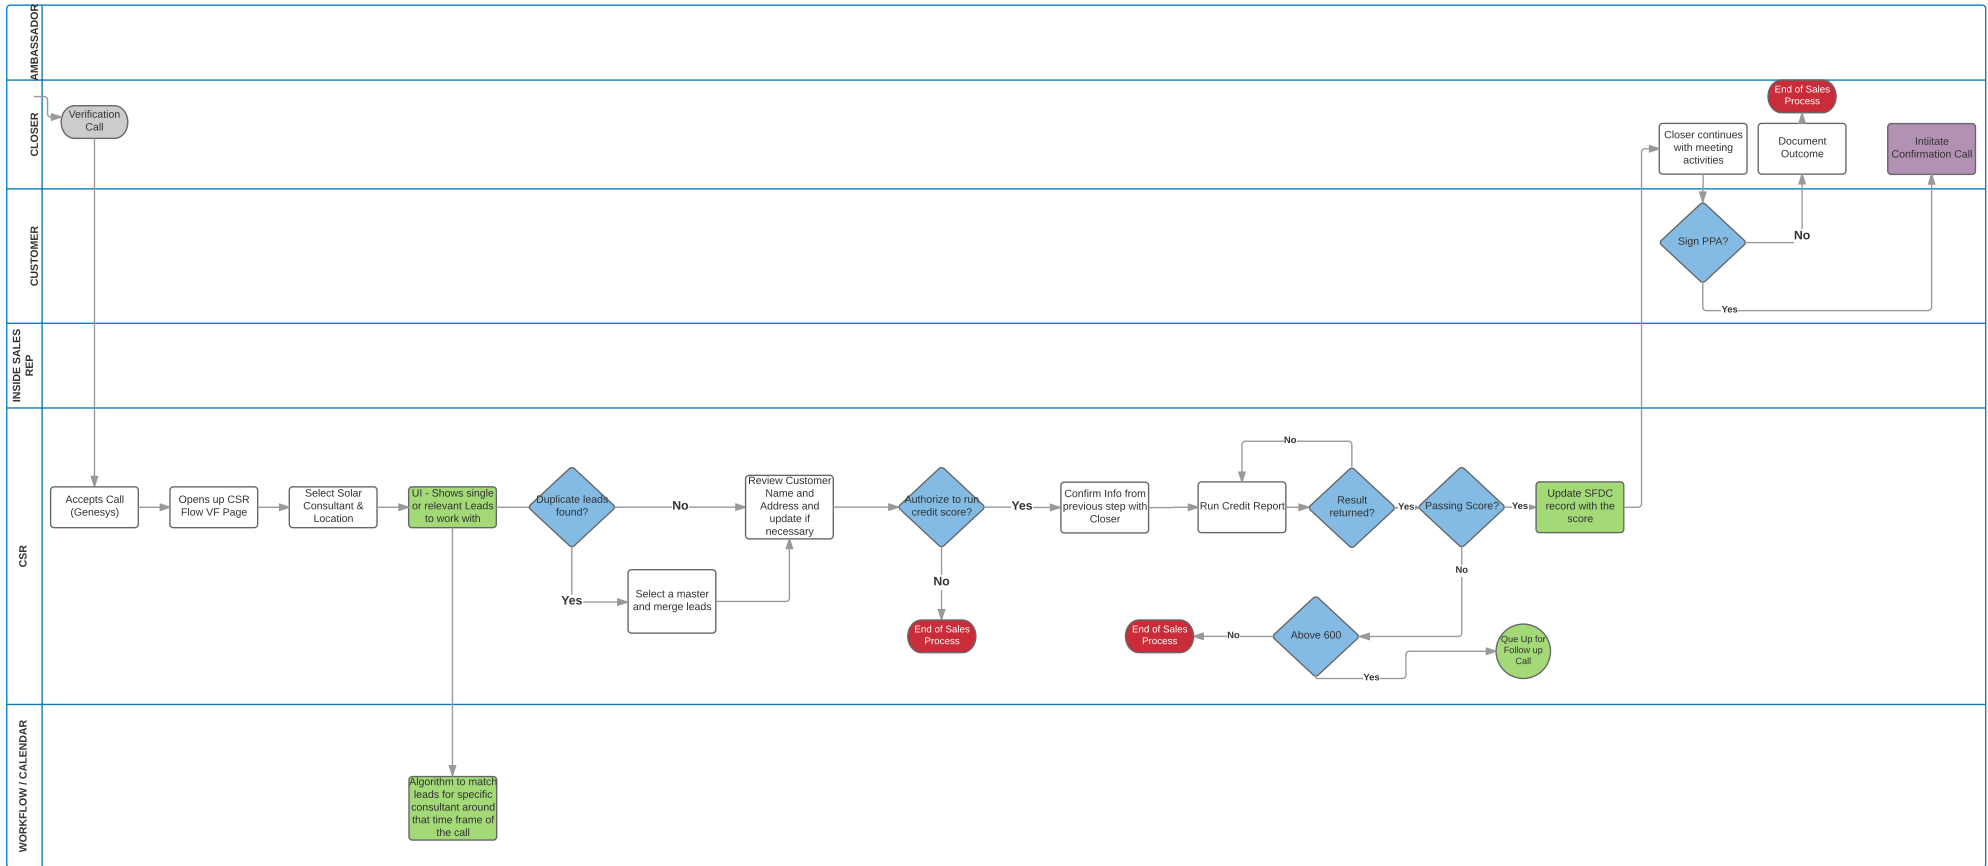 AMBASSADOR
CLOSER
Verification
Call
End of Sales
Process
Closer continues
with meeting
activities
Document
Outcome
Intiitate
Confirmation Call
CUSTOMER
Sign PPA?
No
Yes
INSIDE SALES
REP
CSR
Accepts Call
(Genesys)
Opens up CSR
Flow VF Page
Select Solar
Consultant &
Location
UI - Shows single
or relevant Leads
to work with
Duplicate leads
found?
No
Yes
Select a master
and merge leads
Review Customer
Name and
Address and
update if
necessary
Authorize to run
credit score?
Yes
No
End of Sales
Process
Confirm Info from
previous step with
Closer
Run Credit Report
No
Result
returned?
Yes
Passing Score?
Yes
Update SFDC
record with the
score
No
Above 600
No
End of Sales
Process
Yes
Que Up for
Follow up
Call
WORKFLOW / CALENDAR
Algorithm to match
leads for specific
consultant around
that time frame of
the call